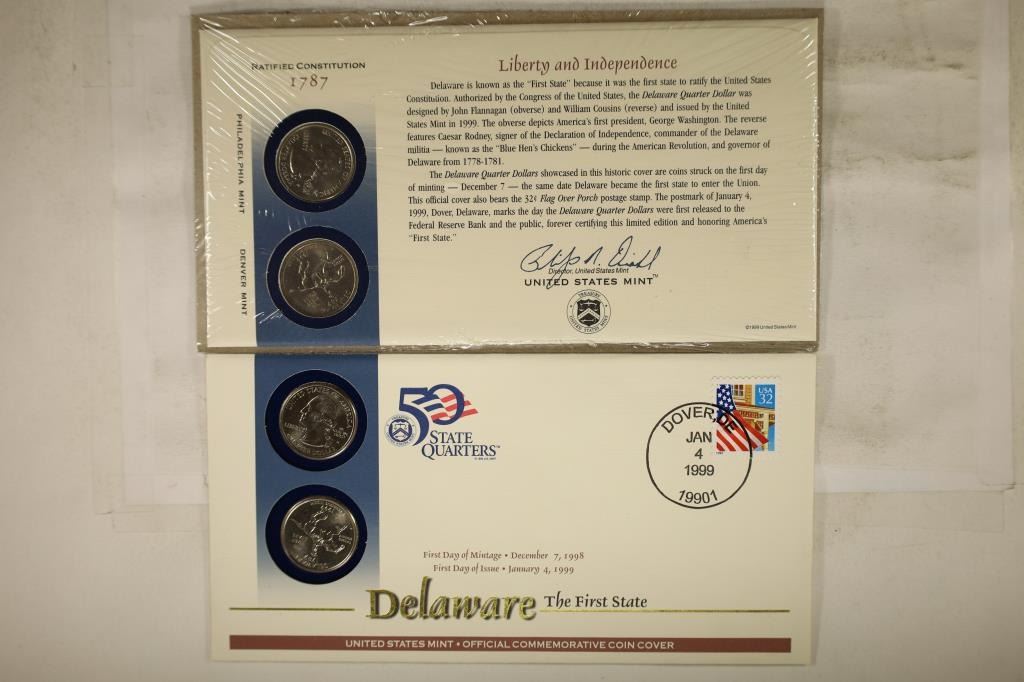 RATIFIED CONSTITUTION
1787
PHILADELPHIA MINT
DENVER MINT
Liberty and Independence
Delaware is known as the “First State” because it was the first state to ratify the United States
Constitution. Authorized by the Congress of the United States, the Delaware Quarter Dollar was
designed by John Flannagan (obverse) and William Cousins (reverse) and issued by the United
States Mint in 1999. The obverse depicts America's first president, George Washington. The reverse
features Caesar Rodney, signer of the Declaration of Independence, commander of the Delaware
militia — known as the “Blue Hen's Chickens” — during the American Revolution, and governor of
Delaware from 1778-1781.
The Delaware Quarter Dollars showcased in this historic cover are coins struck on the first day
of minting — December 7 — the same date Delaware became the first state to enter the Union.
This official cover also bears the 32¢ Flag Over Porch postage stamp. The postmark of January 4,
1999, Dover, Delaware, marks the day the Delaware Quarter Dollars were first released to the
Federal Reserve Bank and the public, forever certifying this limited edition and honoring America's
“First State.”
Director, United States Mint
UNITED STATES MINT™
©1999 United States Mint
50
STATE
QUARTERS™
USA
32
DOVER, DE
JAN
4
1999
19901
First Day of Mintage • December 7, 1998
First Day of Issue • January 4, 1999
Delaware The First State
UNITED STATES MINT • OFFICIAL COMMEMORATIVE COIN COVER